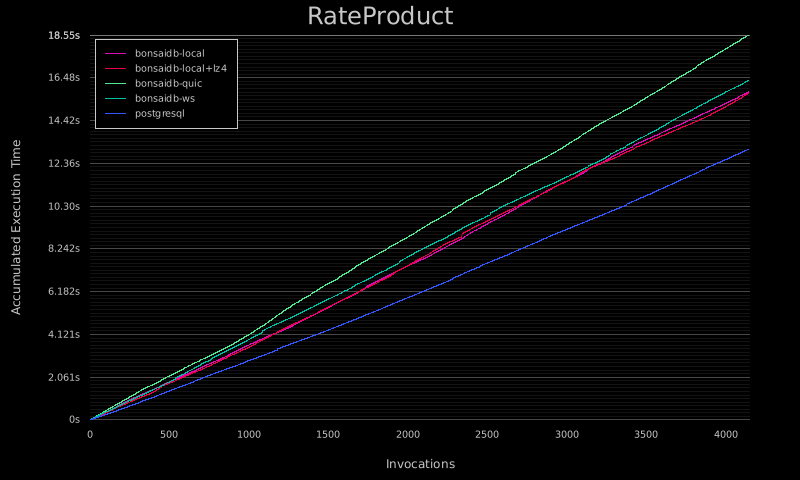 RateProduct
18.55s
16.48s
14.42s
12.36s
10.30s
8.242s
6.182s
4.121s
2.061s
0s
Accumulated Execution Time
bonsaidb-local
bonsaidb-local+lz4
bonsaidb-quic
bonsaidb-ws
postgresql
0 500 1000 1500 2000 2500 3000 3500 4000
Invocations